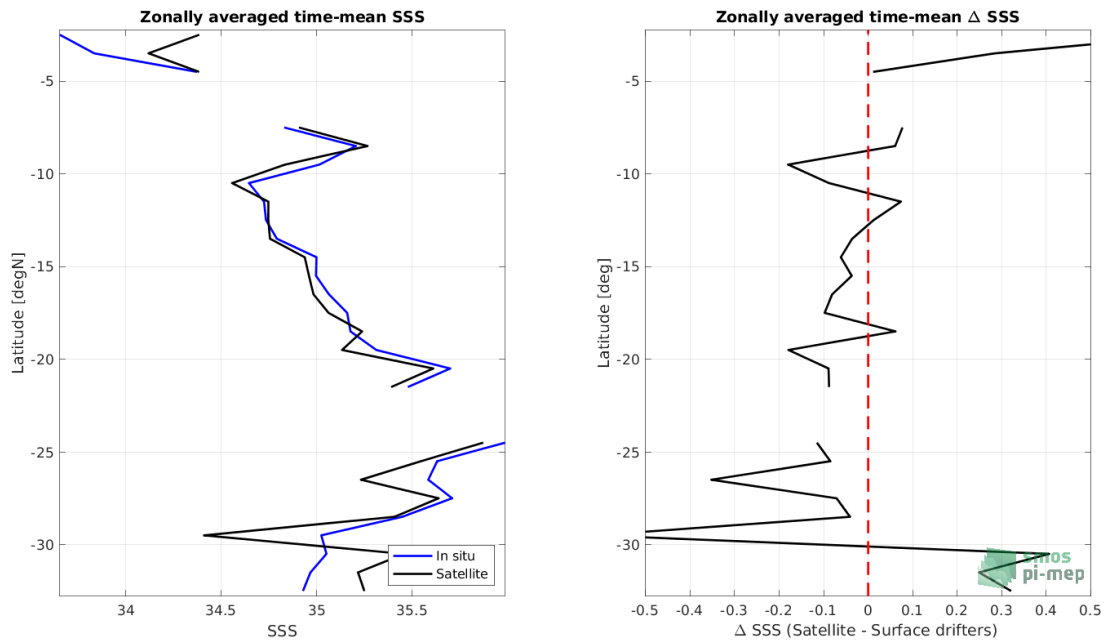 Zonally averaged time-mean SSS
Latitude [degN]
-5
-10
-15
-20
-25
-30
34
34.5
35
35.5
SSS
In situ
Satellite
Zonally averaged time-mean Δ SSS
Latitude [deg]
-5
-10
-15
-20
-25
-30
-0.5
-0.4
-0.3
-0.2
-0.1
0
0.1
0.2
0.3
0.4
0.5
Δ SSS (Satellite - Surface drifters)
smos
pi-mep